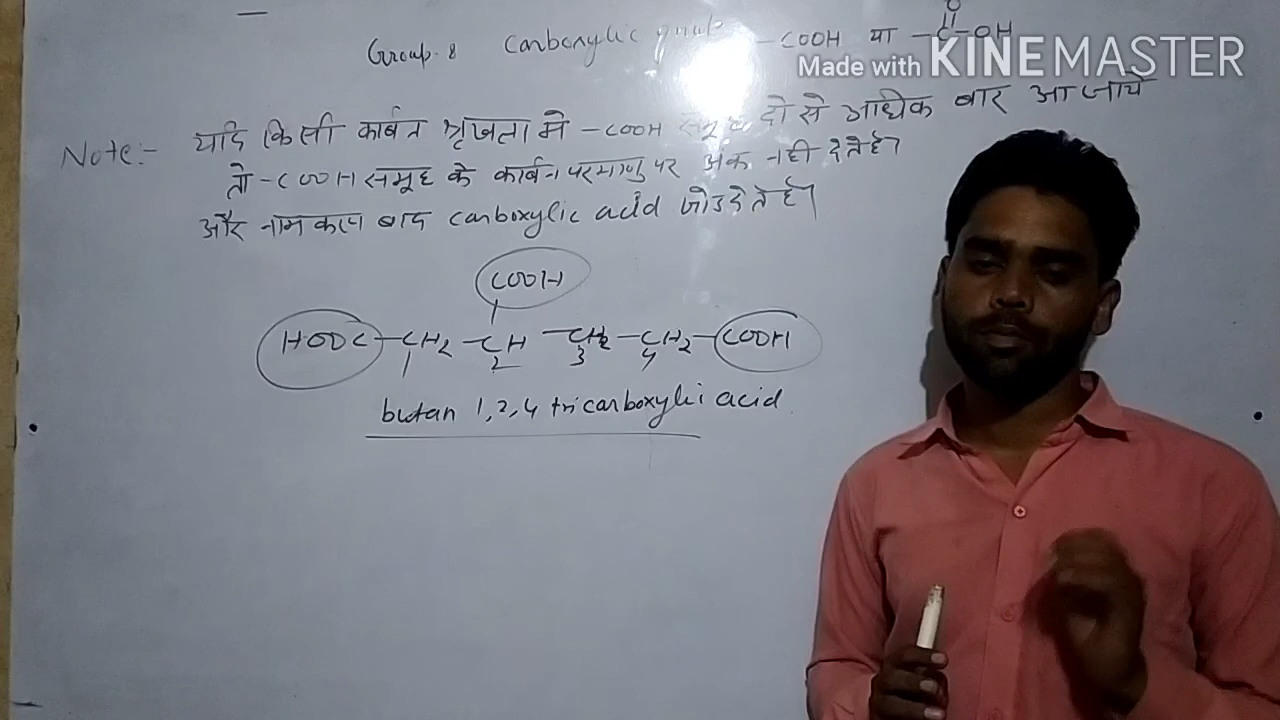 Group-8 Carboxylic group -COOH या -C-OH
O
Made with KINEMASTER
Note:- यदि किसी कार्बन श्रृखला मे -COOH समूह दो से अधिक बार आ जाये
तो -COOH समूह के कार्बन परमाणु पर अंक नही देते है।
और नामकरण बाद carboxylic acid जोड देते है।
COOH
HOOC-CH2-CH-CH2-CH2-COOH
1 2 3 4
butan 1,2,4 tricarboxylic acid